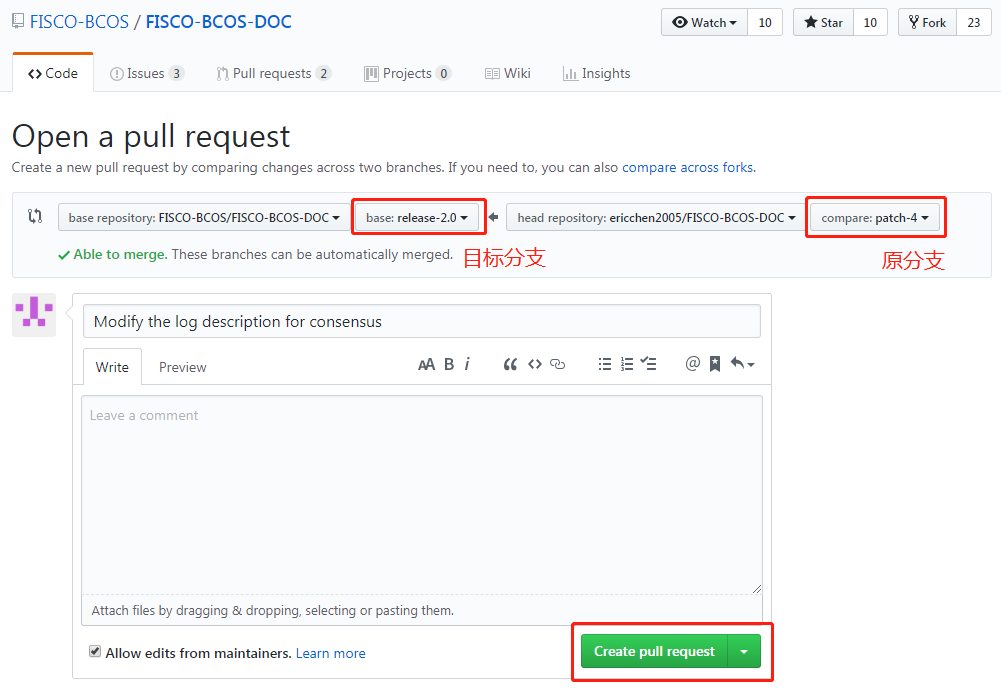 FISCO-BCOS / FISCO-BCOS-DOC Watch 10 Star 10 Fork 23
Code Issues 3 Pull requests 2 Projects 0 Wiki Insights
Open a pull request
Create a new pull request by comparing changes across two branches. If you need to, you can also compare across forks.
base repository: FISCO-BCOS/FISCO-BCOS-DOC base: release-2.0 head repository: ericchen2005/FISCO-BCOS-DOC compare: patch-4
Able to merge. These branches can be automatically merged. 目标分支 原分支
Modify the log description for consensus
Write Preview AA B i @
Leave a comment
Attach files by dragging & dropping, selecting or pasting them.
Allow edits from maintainers. Learn more Create pull request